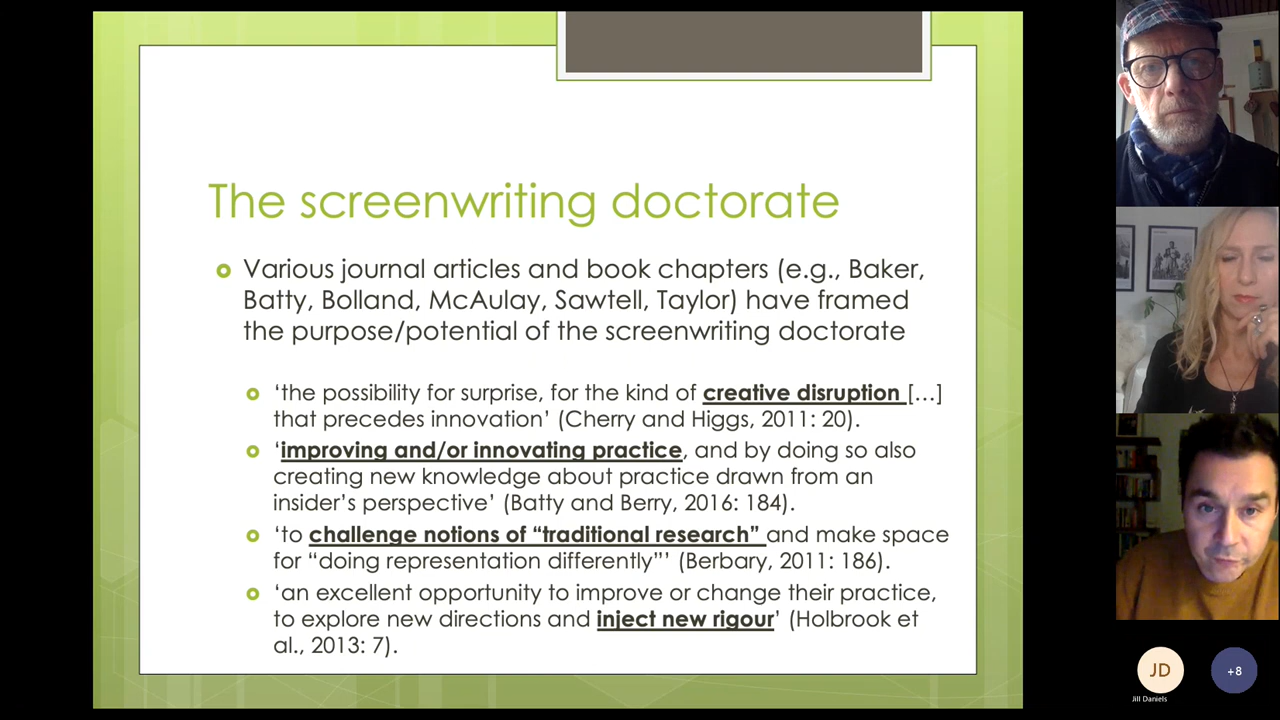 The screenwriting doctorate
Various journal articles and book chapters (e.g., Baker,
Batty, Bolland, McAulay, Sawtell, Taylor) have framed
the purpose/potential of the screenwriting doctorate
‘the possibility for surprise, for the kind of creative disruption […]
that precedes innovation’ (Cherry and Higgs, 2011: 20).
‘improving and/or innovating practice, and by doing so also
creating new knowledge about practice drawn from an
insider’s perspective’ (Batty and Berry, 2016: 184).
‘to challenge notions of “traditional research” and make space
for “doing representation differently”’ (Berbary, 2011: 186).
‘an excellent opportunity to improve or change their practice,
to explore new directions and inject new rigour’ (Holbrook et
al., 2013: 7).
JD
+8
Jill Daniels